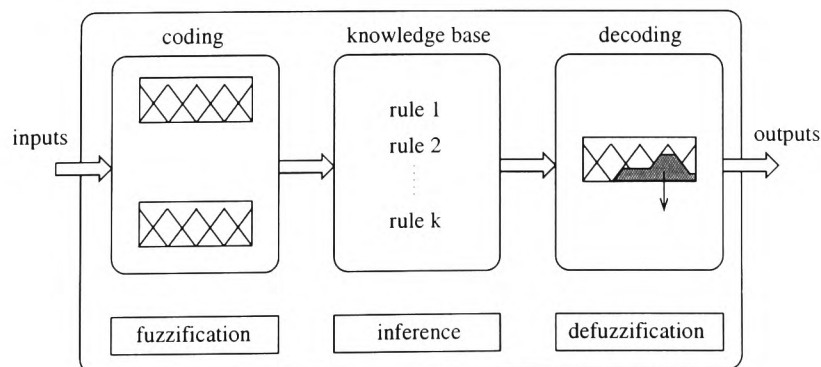 coding
knowledge base
decoding
inputs
rule 1
rule 2
rule k
outputs
fuzzification
inference
defuzzification